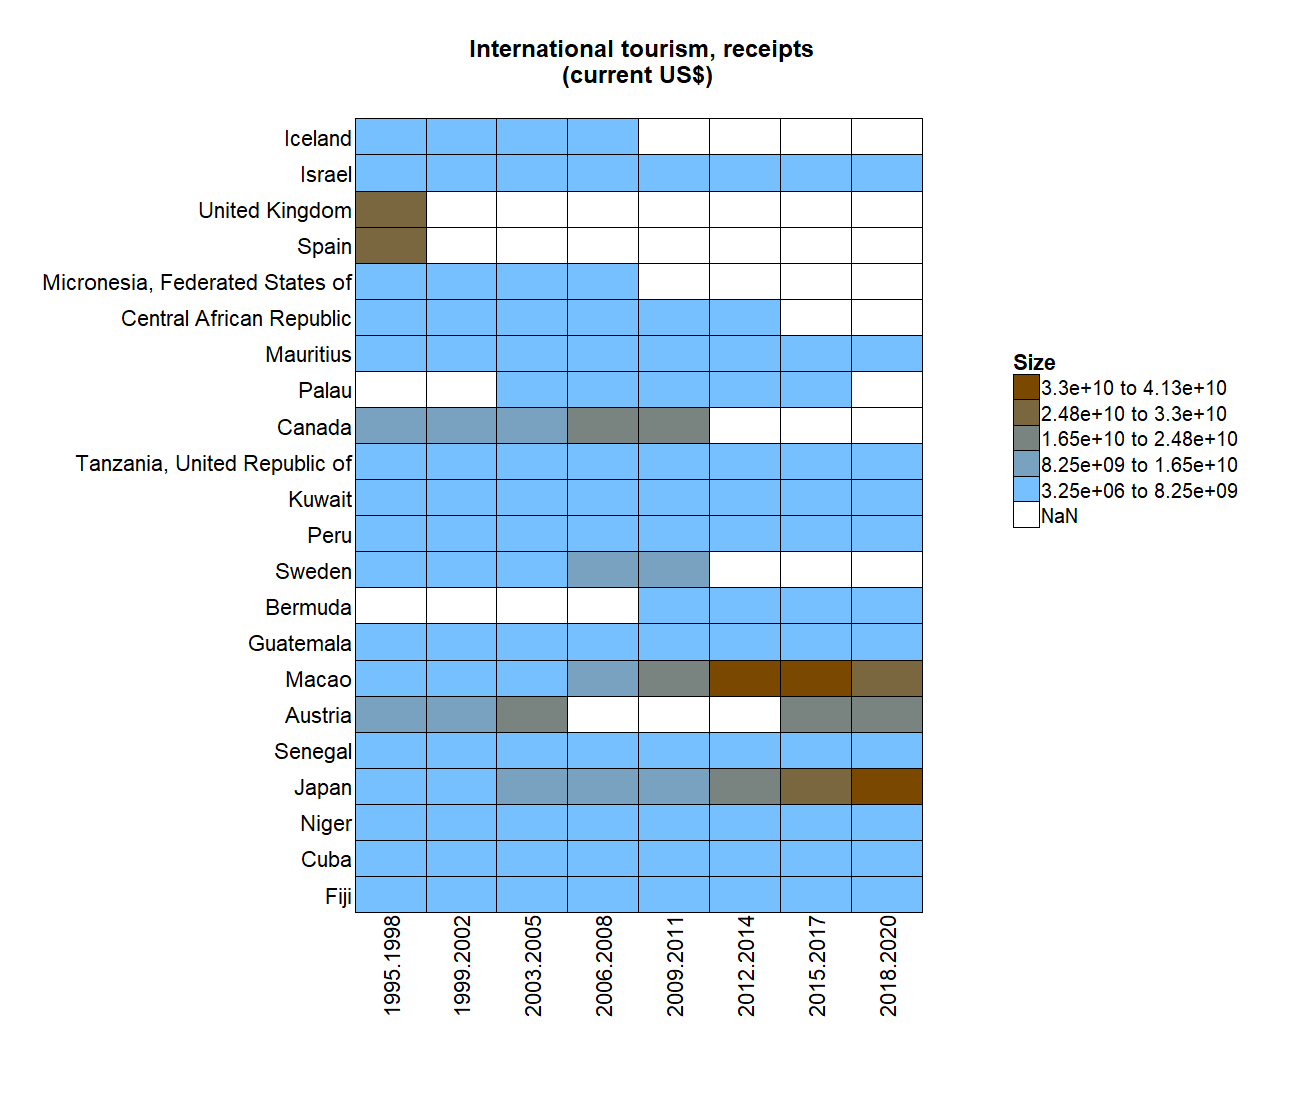 International tourism, receipts
(current US$)
Iceland
Israel
United Kingdom
Spain
Micronesia, Federated States of
Central African Republic
Mauritius
Palau
Canada
Tanzania, United Republic of
Kuwait
Peru
Sweden
Bermuda
Guatemala
Macao
Austria
Senegal
Japan
Niger
Cuba
Fiji
1995.1998
1999.2002
2003.2005
2006.2008
2009.2011
2012.2014
2015.2017
2018.2020
Size
3.3e+10 to 4.13e+10
2.48e+10 to 3.3e+10
1.65e+10 to 2.48e+10
8.25e+09 to 1.65e+10
3.25e+06 to 8.25e+09
NaN